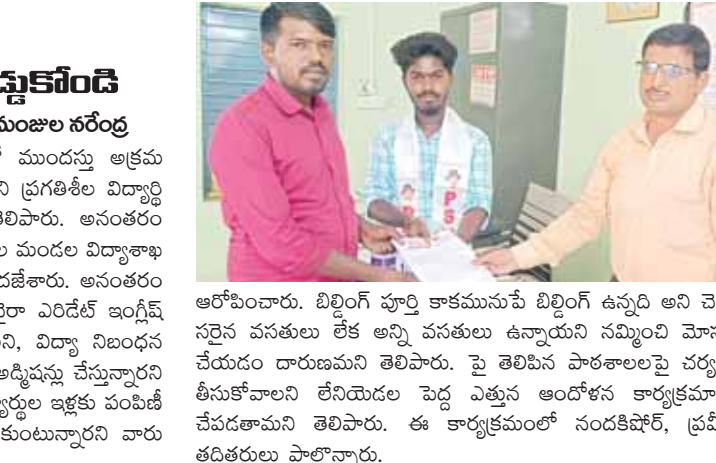 డ్డుకోండి
మంజుల నరేంద్ర
ముందస్తు అక్రమ
ని ప్రగతిశీల విద్యార్థి
తెలిపారు. అనంతరం
ల మండల విద్యాశాఖ
దజేశారు. అనంతరం
వైరా ఎరిడేట్ ఇంగ్లీష్
ని, విద్యా నిబంధన
అడ్మిషన్లు చేస్తున్నారని
ద్యార్థుల ఇళ్లకు పంపిణీ
కుంటున్నారని వారు
ఆరోపించారు. బిల్డింగ్ పూర్తి కాకమునుపే బిల్డింగ్ ఉన్నది అని చె
సరైన వసతులు లేక అన్ని వసతులు ఉన్నాయని నమ్మించి మోస
చేయడం దారుణమని తెలిపారు. పై తెలిపిన పాఠశాలలపై చర్య
తీసుకోవాలని లేనియెడల పెద్ద ఎత్తున ఆందోళన కార్యక్రమా
చేపడతామని తెలిపారు. ఈ కార్యక్రమంలో నందకిషోర్, ప్రవీ
తదితరులు పాల్గొన్నారు.